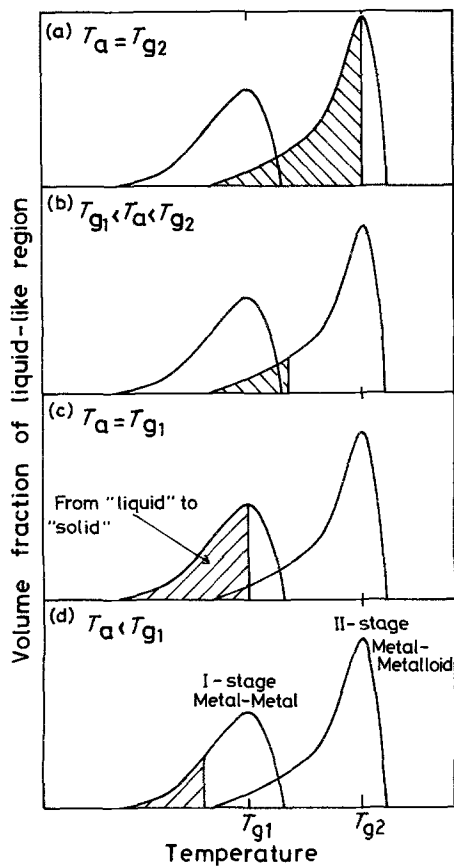 Volume fraction of liquid-like region
(a) Ta = Tg2
(b) Tg1 < Ta < Tg2
(c) Ta = Tg1
From "liquid" to
"solid"
(d) Ta < Tg1
II-stage
Metal-
Metalloid
I-stage
Metal-Metal
Tg1
Tg2
Temperature